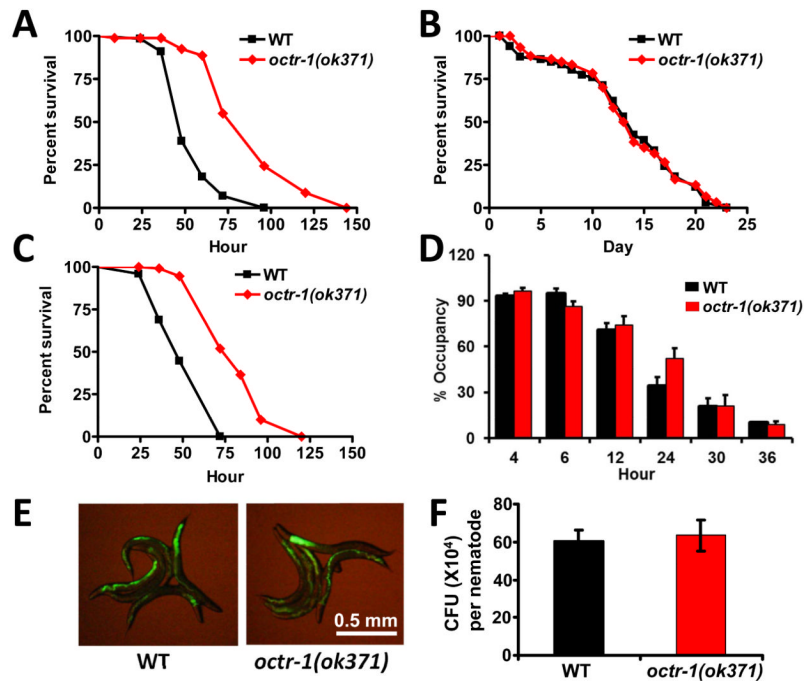 A
Percent survival
100
75
50
25
0
0 25 50 75 100 125 150
Hour
WT
octr-1(ok371)
B
Percent survival
100
75
50
25
0
0 5 10 15 20 25
Day
WT
octr-1(ok371)
C
Percent survival
100
75
50
25
0
0 25 50 75 100 125 150
Hour
WT
octr-1(ok371)
D
% Occupancy
120
90
60
30
0
4 6 12 24 30 36
Hour
WT
octr-1(ok371)
E
0.5 mm
WT
octr-1(ok371)
F
CFU (X10⁴)
per nematode
80
60
40
20
0
WT
octr-1(ok371)